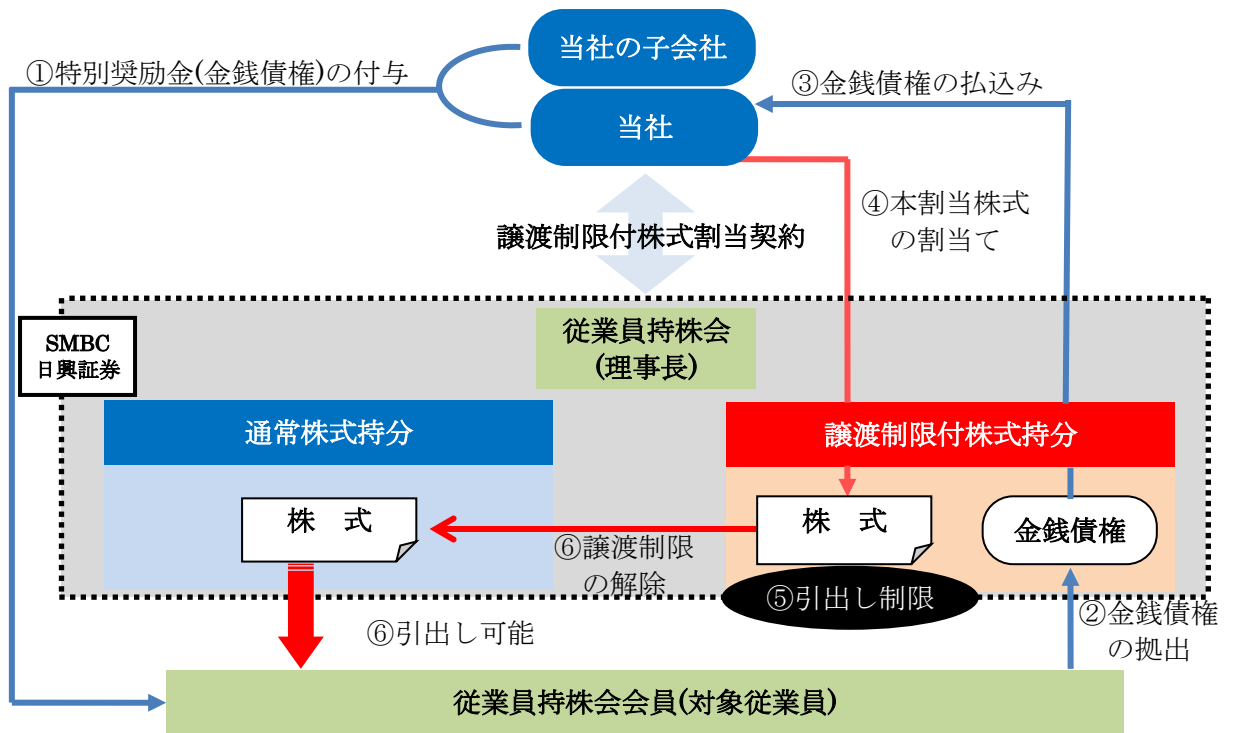 当社の子会社
①特別奨励金(金銭債権)の付与
③金銭債権の払込み
当社
④本割当株式
の割当て
譲渡制限付株式割当契約
従業員持株会
(理事長)
SMBC
日興証券
通常株式持分
譲渡制限付株式持分
株　式
株　式
金銭債権
⑥譲渡制限
の解除
⑤引出し制限
②金銭債権
の拠出
⑥引出し可能
従業員持株会会員(対象従業員)